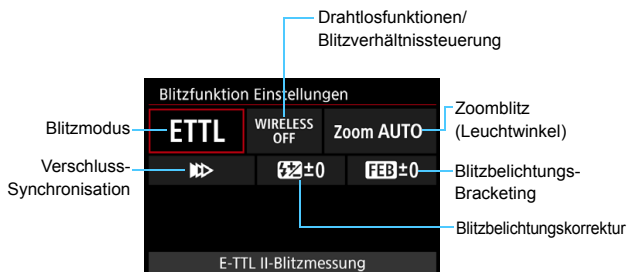 Drahtlosfunktionen/
Blitzverhältnissteuerung
Blitzfunktion Einstellungen
Blitzmodus
ETTL
WIRELESS
OFF
Zoom AUTO
Zoomblitz
(Leuchtwinkel)
Verschluss-
Synchronisation
±0
FEB±0
Blitzbelichtungs-
Bracketing
Blitzbelichtungskorrektur
E-TTL II-Blitzmessung